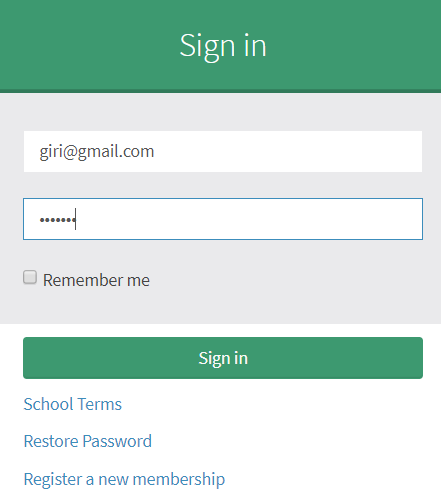 Sign in
giri@gmail.com
•••••••
Remember me
Sign in
School Terms
Restore Password
Register a new membership